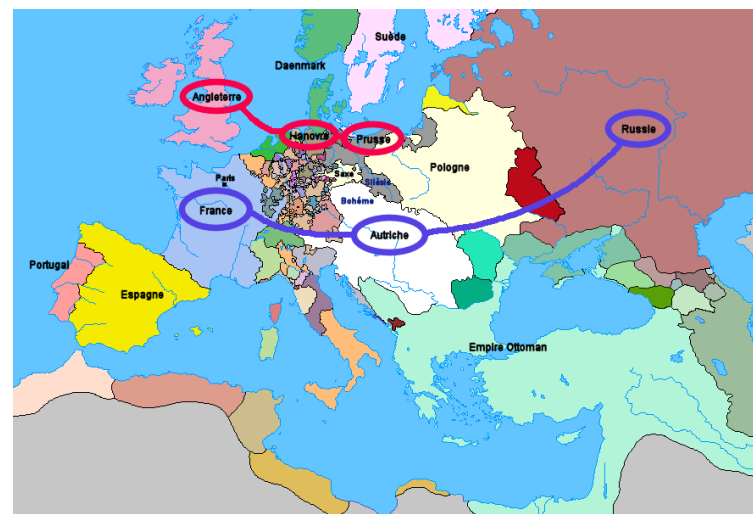 Suède
Daenmark
Angleterre
Hanovre
Prusse
Russie
Pologne
Paris
Saxe
Silésie
Bohême
France
Autriche
Portugal
Espagne
Empire Ottoman